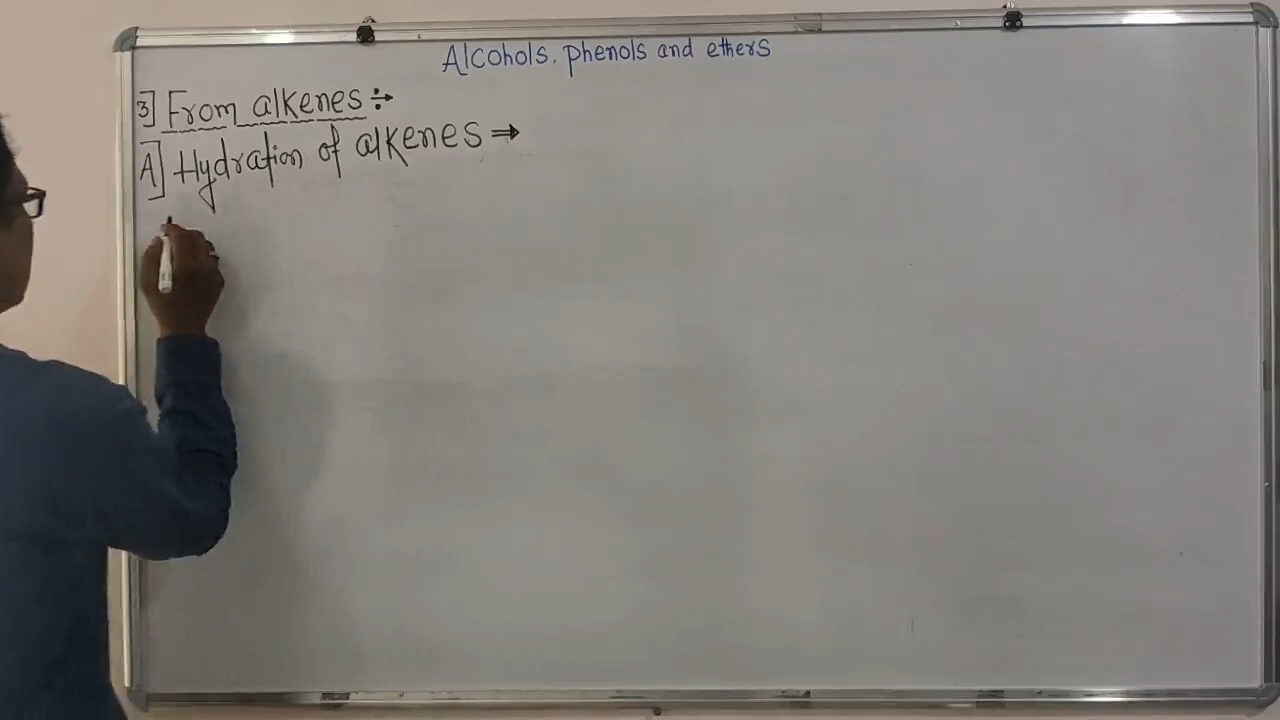 Alcohols. phenols and ethers
3] From alkenes ÷→
A] Hydration of alkenes ⇒